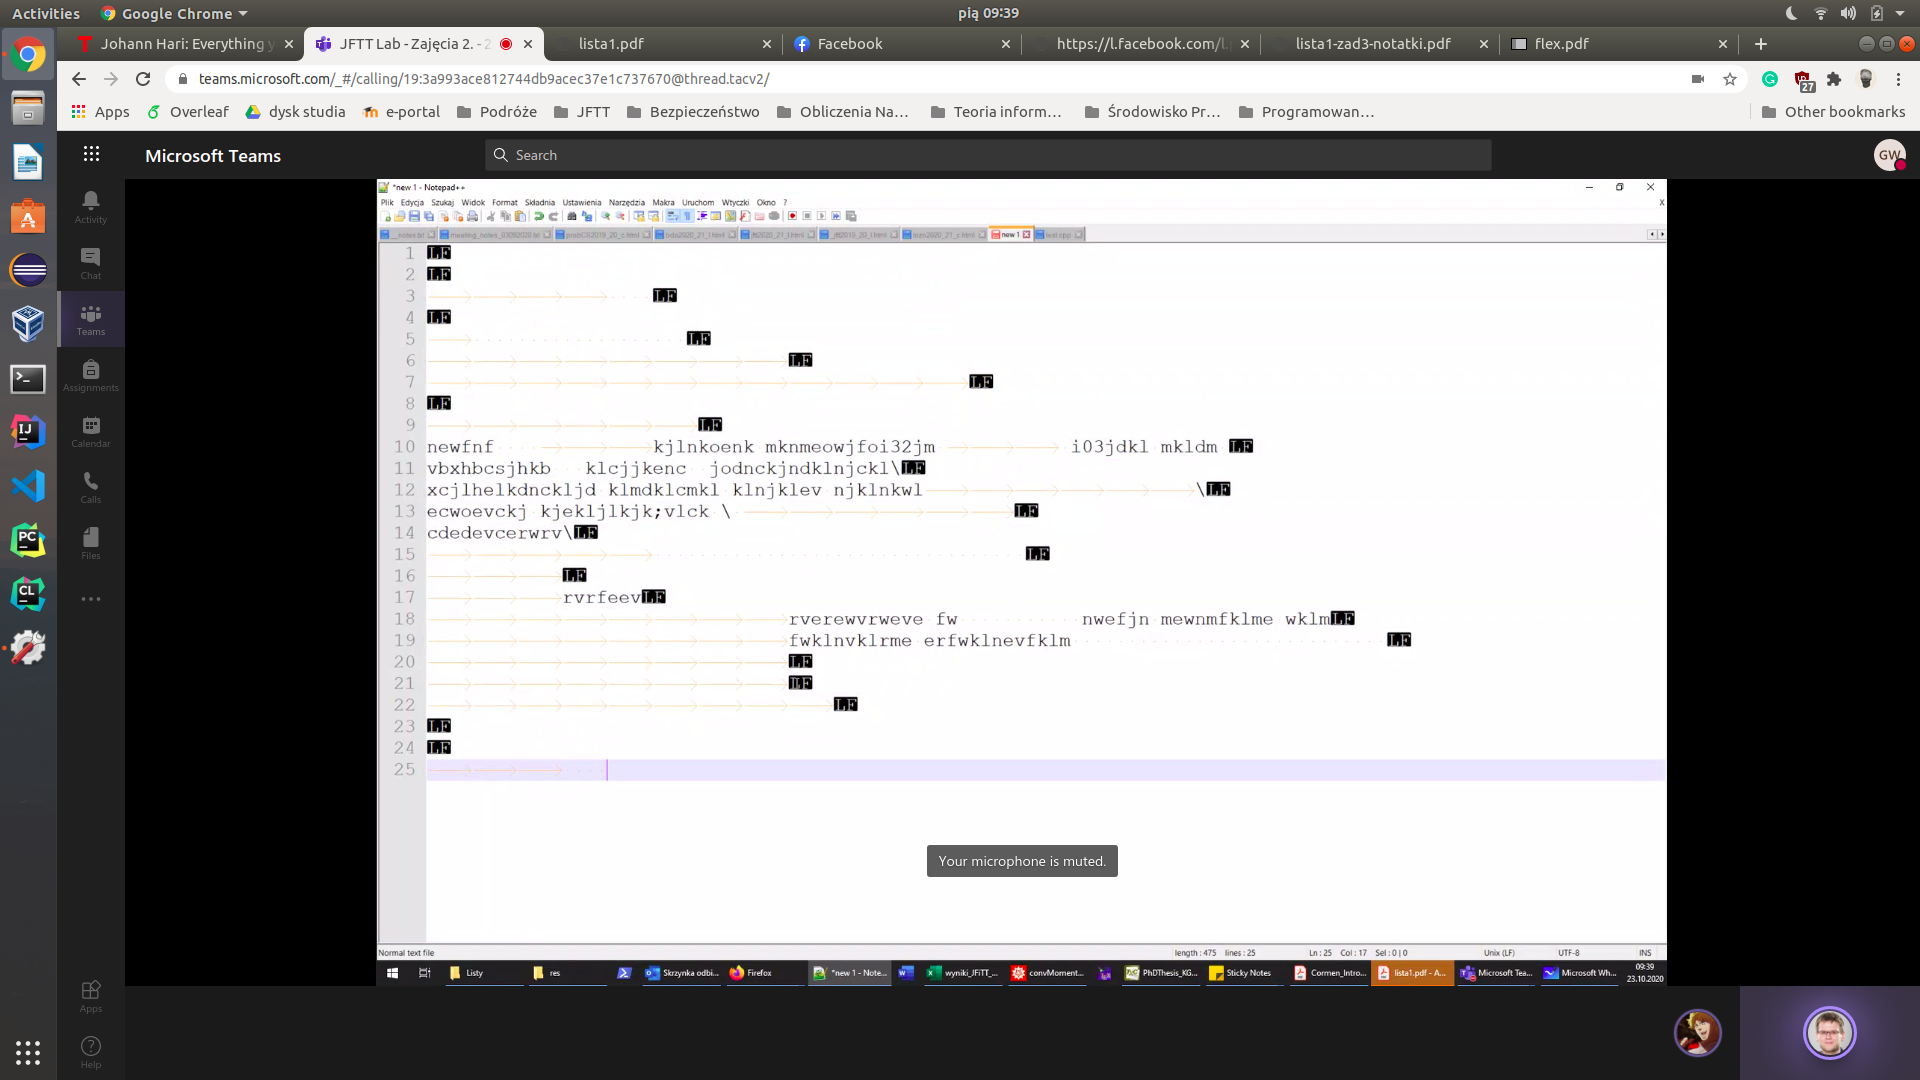 Activities Google Chrome pią 09:39
Johann Hari: Everything y JFTT Lab - Zajęcia 2. - 2 lista1.pdf Facebook https://l.facebook.com/l. lista1-zad3-notatki.pdf flex.pdf
teams.microsoft.com/_#/calling/19:3a993ace812744db9acec37e1c737670@thread.tacv2/ 27
Apps Overleaf dysk studia e-portal Podróże JFTT Bezpieczeństwo Obliczenia Na… Teoria inform… Środowisko Pr… Programowan… Other bookmarks
Microsoft Teams Search GW
Activity
Chat
Teams
Assignments
Calendar
Calls
Files
Apps
Help
*new 1 - Notepad++
Plik Edycja Szukaj Widok Format Składnia Ustawienia Narzędzia Makra Uruchom Wtyczki Okno ? X
new 1
1 LF
2 LF
3 LF
4 LF
5 LF
6 LF
7 LF
8 LF
9 LF
10 newfnf kjlnkoenk mknmeowjfoi32jm i03jdkl mkldm LF
11 vbxhbcsjhkb klcjjkenc jodnckjndklnjckl\LF
12 xcjlhelkdnckljd klmdklcmkl klnjklev njklnkwl \LF
13 ecwoevckj kjekljlkjk;vlck \ LF
14 cdedevcerwrv\LF
15 LF
16 LF
17 rvrfeevLF
18 rverewvrweve fw nwefjn mewnmfklme wklmLF
19 fwklnvklrme erfwklnevfklm LF
20 LF
21 LF
22 LF
23 LF
24 LF
25
Your microphone is muted.
Normal text file length : 475 lines : 25 Ln : 25 Col : 17 Sel : 0 | 0 Unix (LF) UTF-8 INS
Listy res Skrzynka odbi... Firefox *new 1 - Note... wyniki_JFiTT_... convMoment... PhDThesis_KG... Sticky Notes Cormen_Intro... lista1.pdf - A... Microsoft Tea... Microsoft Wh... 09:39
23.10.2020